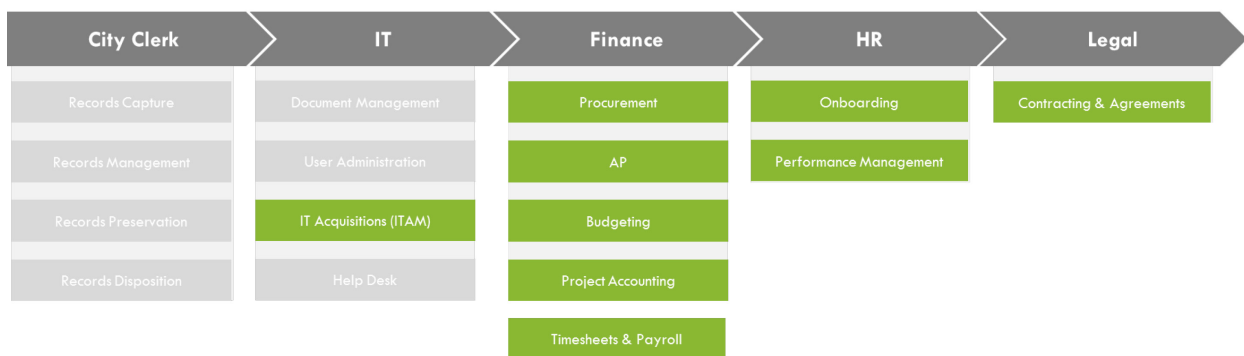 City Clerk
IT
Finance
HR
Legal
Records Capture
Document Management
Procurement
Onboarding
Contracting & Agreements
Records Management
User Administration
AP
Performance Management
Records Preservation
IT Acquisitions (ITAM)
Budgeting
Records Disposition
Help Desk
Project Accounting
Timesheets & Payroll